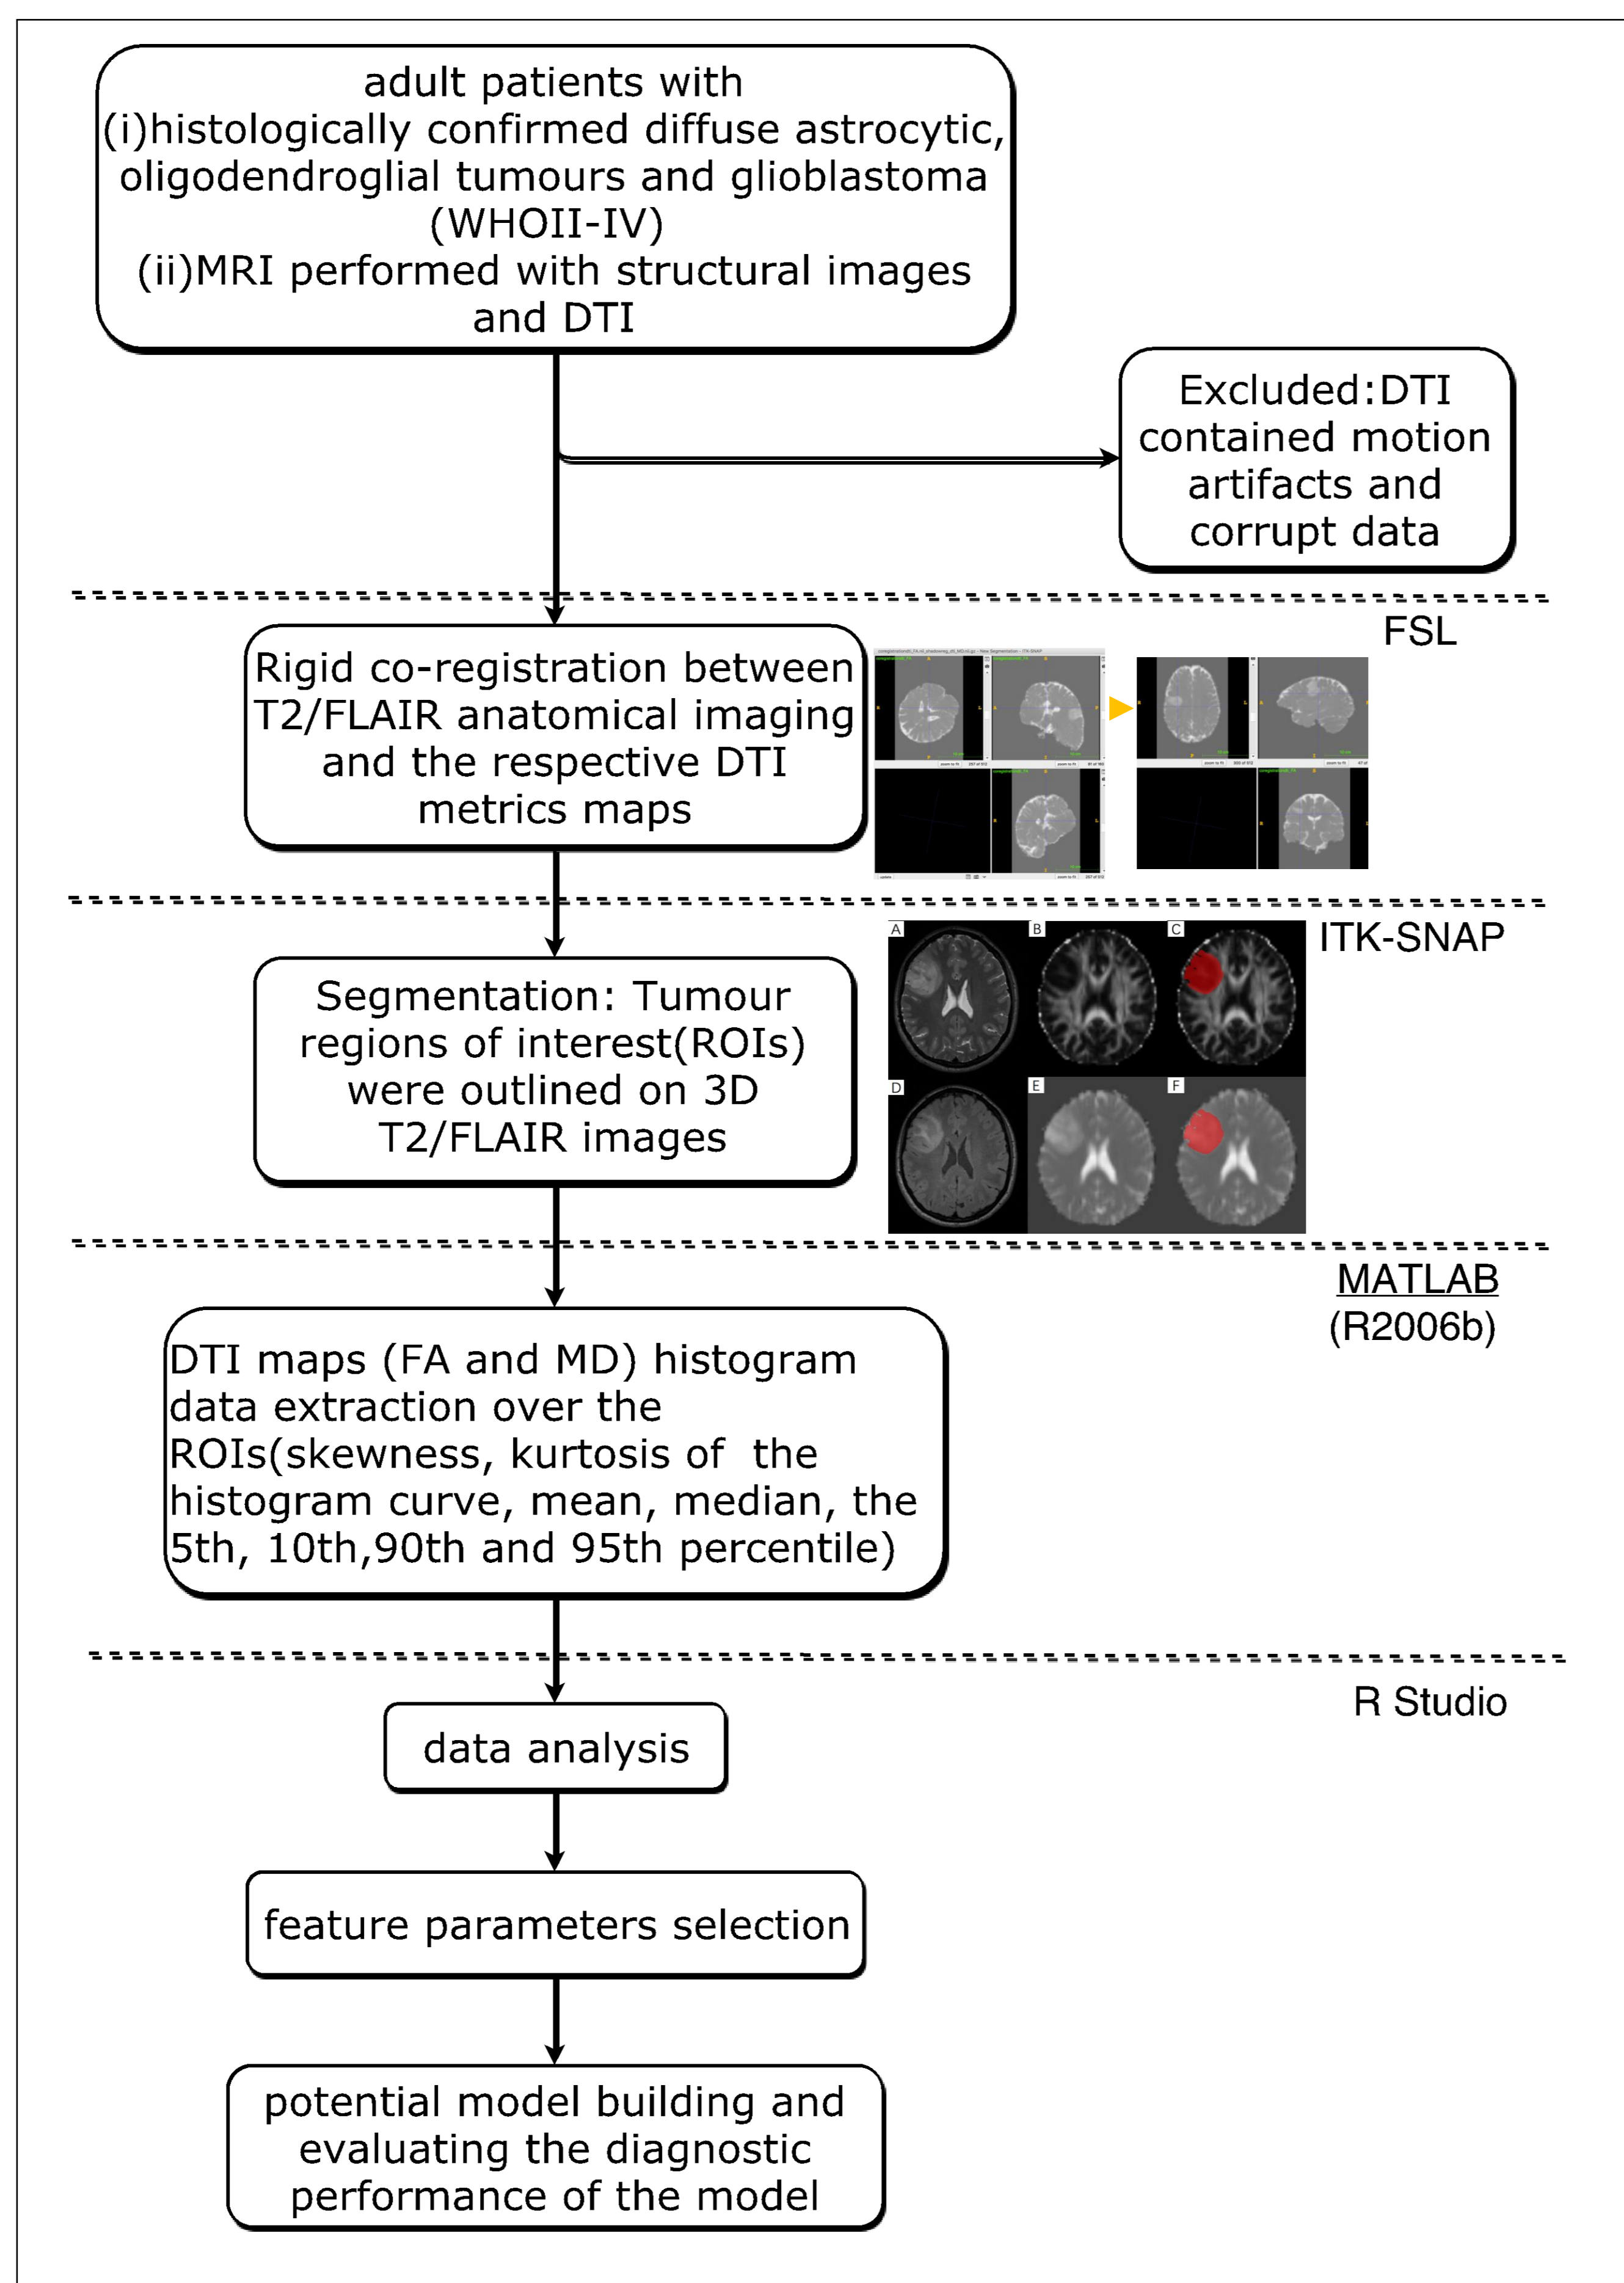 adult patients with
(i)histologically confirmed diffuse astrocytic,
oligodendroglial tumours and glioblastoma
(WHOII-IV)
(ii)MRI performed with structural images
and DTI
Excluded:DTI
contained motion
artifacts and
corrupt data
FSL
Rigid co-registration between
T2/FLAIR anatomical imaging
and the respective DTI
metrics maps
ITK-SNAP
A
B
C
D
E
F
Segmentation: Tumour
regions of interest(ROIs)
were outlined on 3D
T2/FLAIR images
MATLAB
(R2006b)
DTI maps (FA and MD) histogram
data extraction over the
ROIs(skewness, kurtosis of the
histogram curve, mean, median, the
5th, 10th,90th and 95th percentile)
R Studio
data analysis
feature parameters selection
potential model building and
evaluating the diagnostic
performance of the model